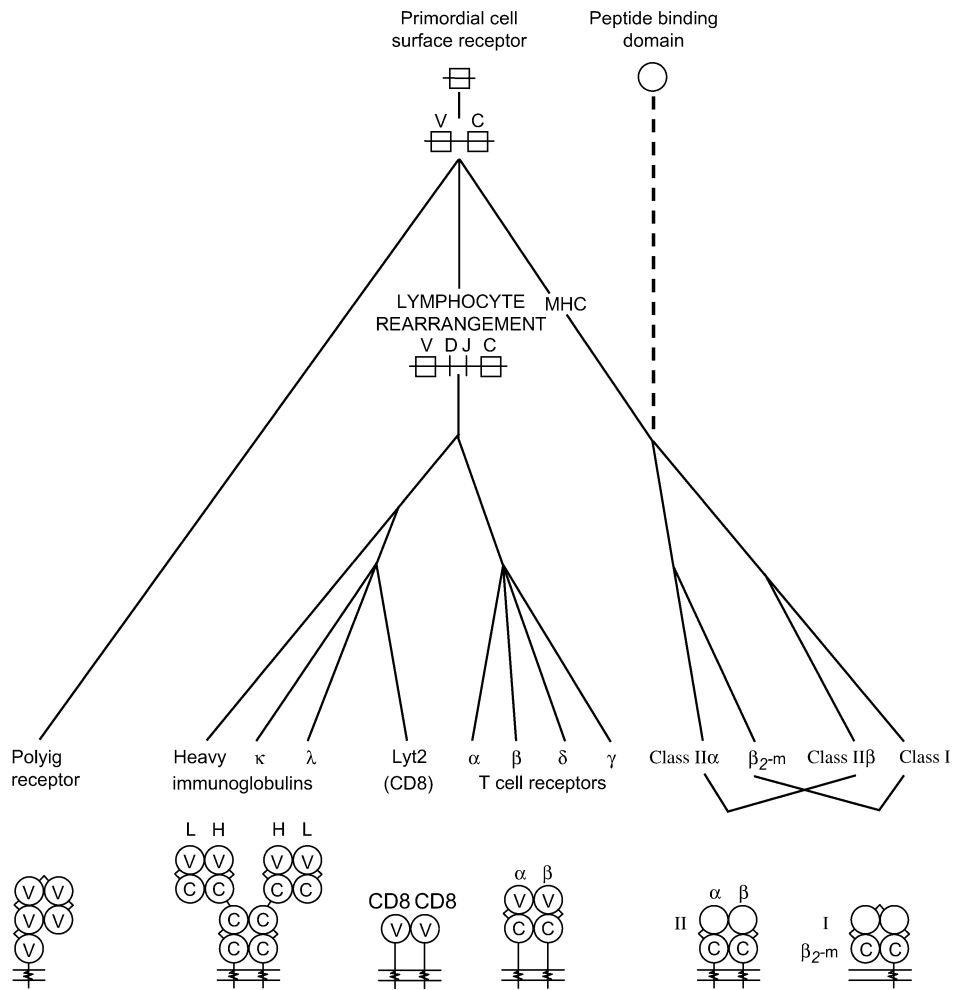 Primordial cell
surface receptor
Peptide binding
domain
V C
LYMPHOCYTE
REARRANGEMENT
MHC
V D J C
Polyig
receptor
Heavy κ λ
immunoglobulins
Lyt2
(CD8)
α β δ γ
T cell receptors
Class IIα β2-m Class IIβ Class I
L H H L
V V V V
C C C C
C C
C C
V V
V V V
V
CD8 CD8
V V
α β
V V
C C
α β
II
C C
I
β2-m C C